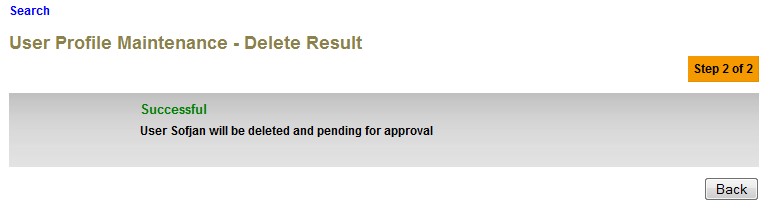 Search
User Profile Maintenance - Delete Result
Step 2 of 2
Successful
User Sofjan will be deleted and pending for approval
Back